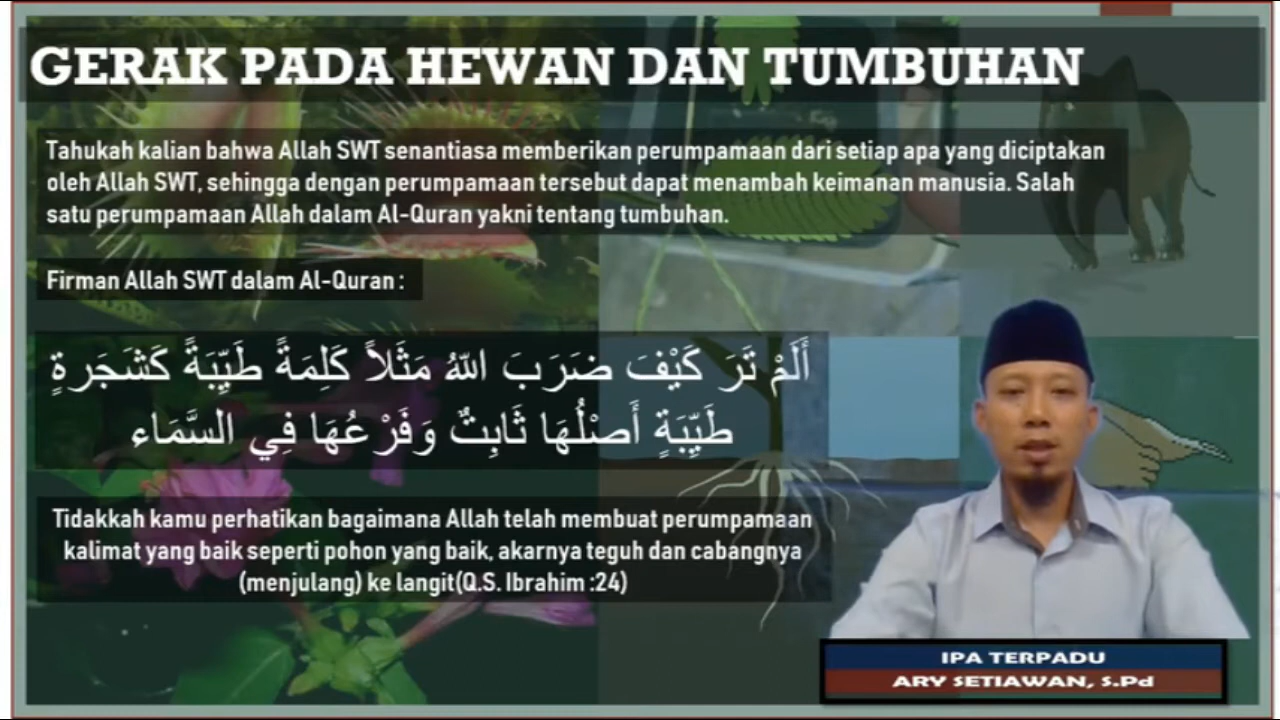 GERAK PADA HEWAN DAN TUMBUHAN
Tahukah kalian bahwa Allah SWT senantiasa memberikan perumpamaan dari setiap apa yang diciptakan
oleh Allah SWT, sehingga dengan perumpamaan tersebut dapat menambah keimanan manusia. Salah
satu perumpamaan Allah dalam Al-Quran yakni tentang tumbuhan.
Firman Allah SWT dalam Al-Quran :
أَلَمْ تَرَ كَيْفَ ضَرَبَ اللّهُ مَثَلاً كَلِمَةً طَيِّبَةً كَشَجَرةٍ
طَيِّبَةٍ أَصْلُهَا ثَابِتٌ وَفَرْعُهَا فِي السَّمَاء
Tidakkah kamu perhatikan bagaimana Allah telah membuat perumpamaan
kalimat yang baik seperti pohon yang baik, akarnya teguh dan cabangnya
(menjulang) ke langit(Q.S. Ibrahim :24)
IPA TERPADU
ARY SETIAWAN, S.Pd